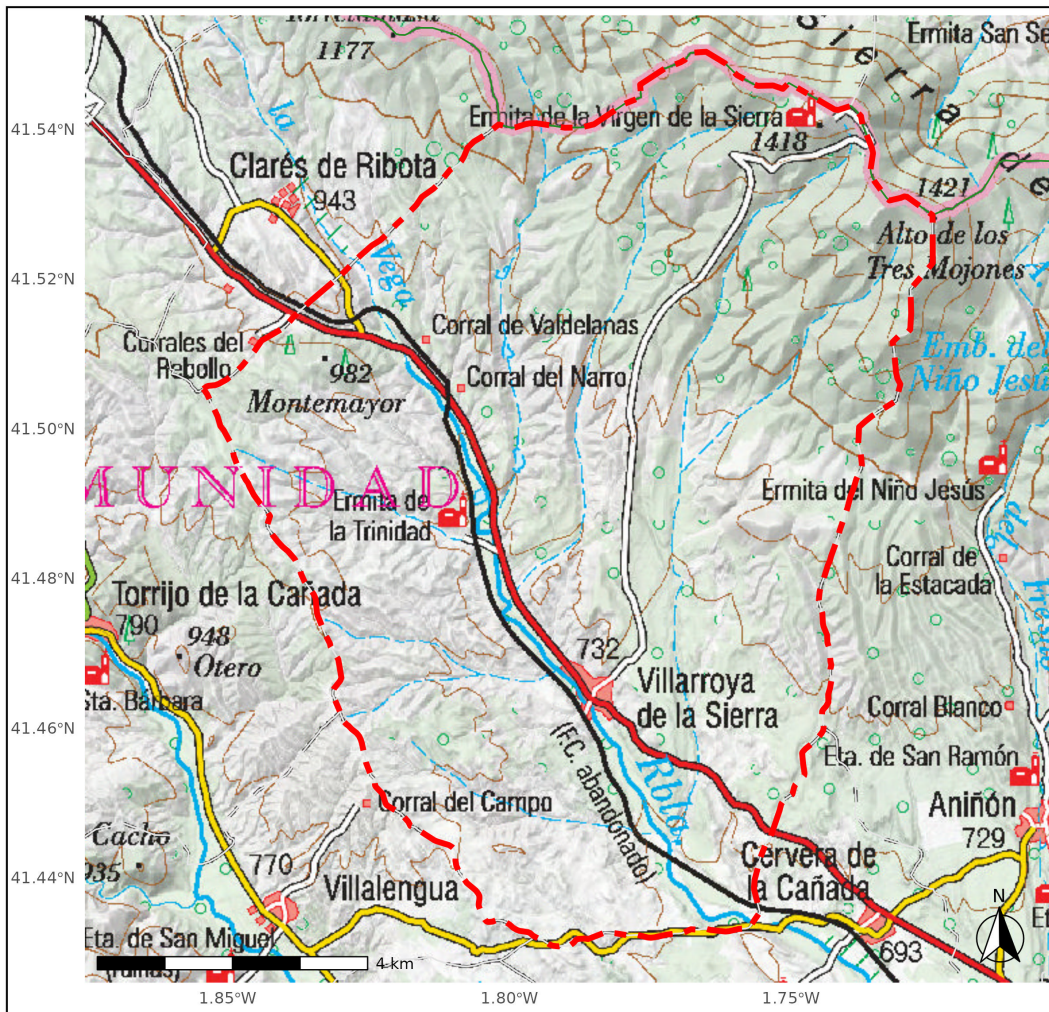 1177
Ermita San Se
Sierra
41.54°N
la
Ermita de la Virgen de la Sierra
1418
de
Clarés de Ribota
943
1421
Alto de los
Tres Mojones
Vega
41.52°N
Corral de Valdelanas
Currales del
Rebollo
982
Montemayor
Corral del Narro
Emb. del
Niño Jesús
41.50°N
MUNIDAD
Ermita de
la Trinidad
Ermita del Niño Jesús
del
41.48°N
Corral de
la Estacada
Torrijo de la Cañada
790
948
Otero
732
Villarroya
de la Sierra
Sta. Bárbara
41.46°N
Corral Blanco
(F.C. abandonado)
Rbla.
Eta. de San Ramón
Corral del Campo
Aniñón
729
Cacho
935
770
Villalengua
Cervera de
la Cañada
41.44°N
693
N
Eta. de San Miguel
(ruinas)
4 km
Et
1.85°W
1.80°W
1.75°W